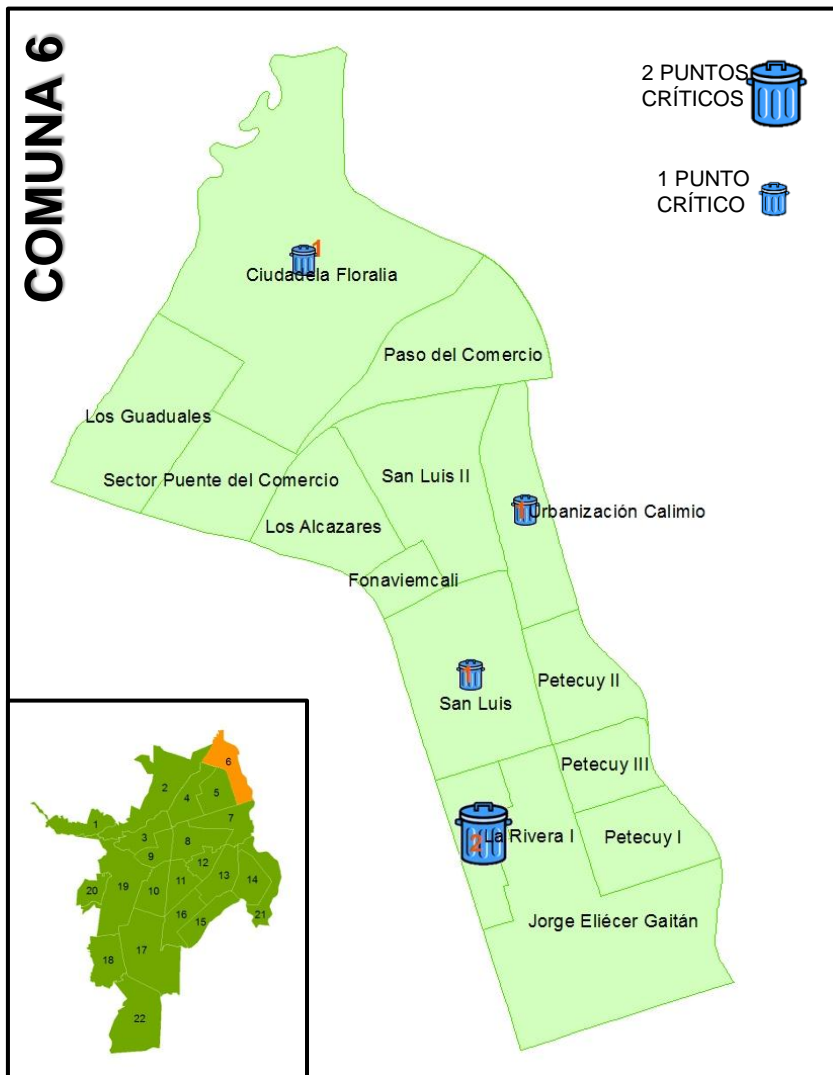 COMUNA 6
2 PUNTOS
CRÍTICOS
1 PUNTO
CRÍTICO
1
Ciudadela Floralia
Paso del Comercio
Los Guaduales
Sector Puente del Comercio
San Luis II
1
Urbanización Calimio
Los Alcazares
Fonaviemcali
1
San Luis
Petecuy II
Petecuy III
2
La Rivera I
Petecuy I
Jorge Eliécer Gaitán
6
2
4
5
1
7
3
8
9
12
20
19
10
11
13
14
16
15
21
17
18
22